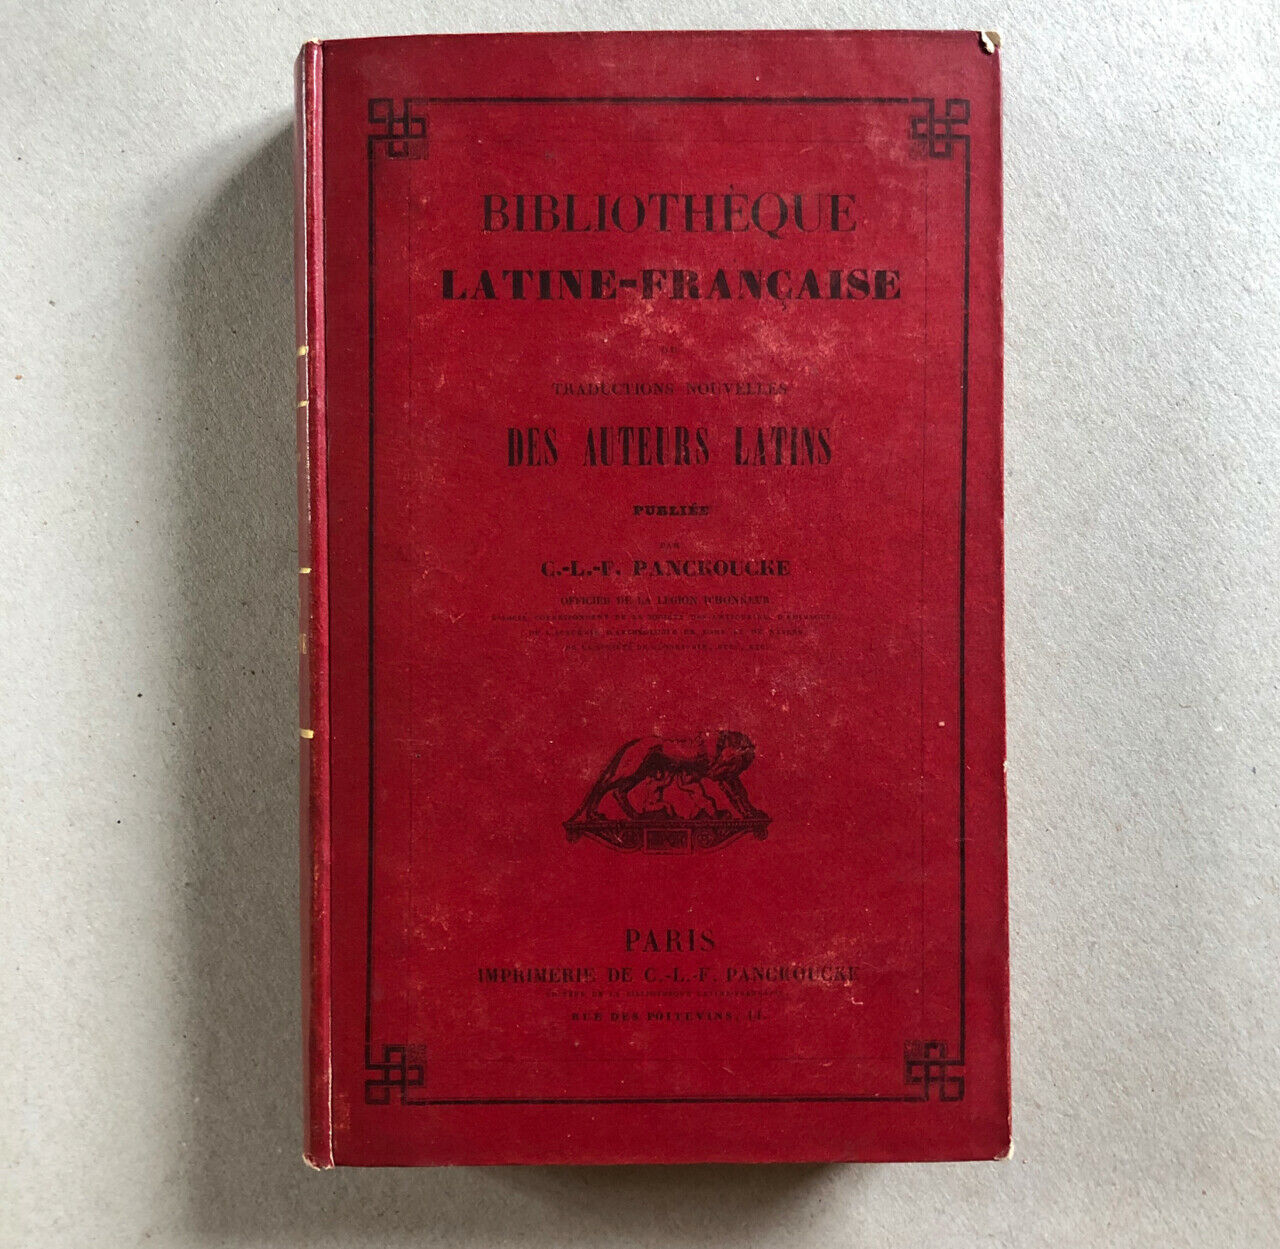 BIBLIOTHÈQUE
LATINE-FRANÇAISE
TRADUCTIONS NOUVELLES
DES AUTEURS LATINS
PUBLIÉE
PAR
C.-L.-F. PANCKOUCKE
OFFICIER DE LA LÉGION D'HONNEUR
PARIS
IMPRIMERIE DE C.-L.-F. PANCKOUCKE
RUE DES POITEVINS, 14